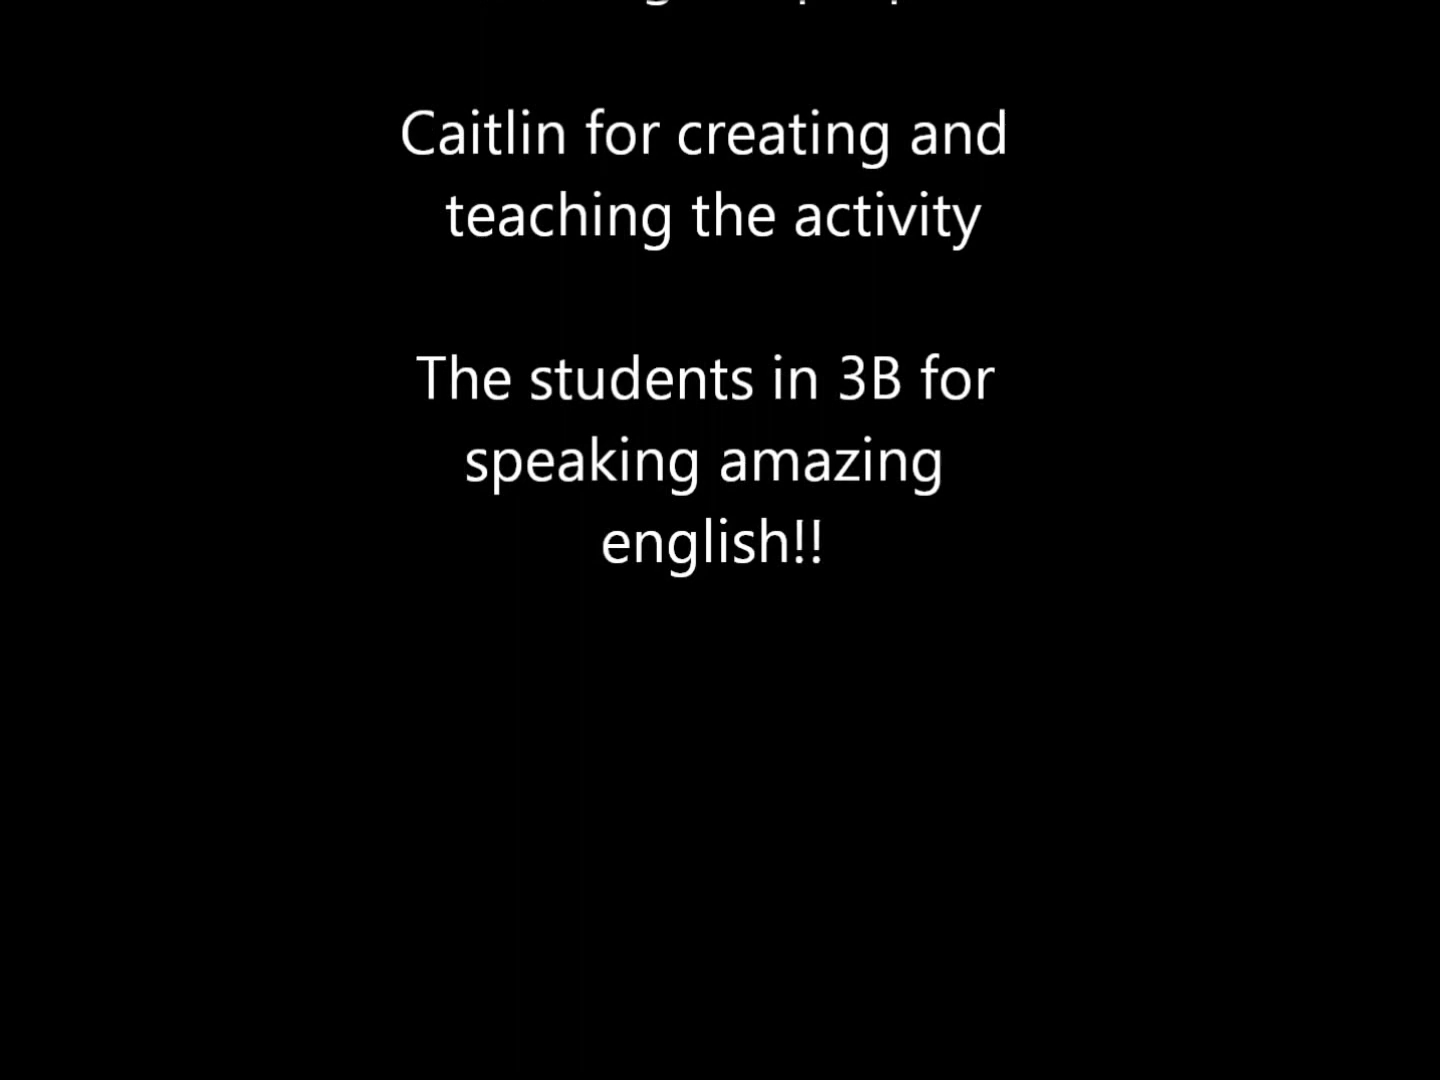 Caitlin for creating and
teaching the activity
The students in 3B for
speaking amazing
english!!